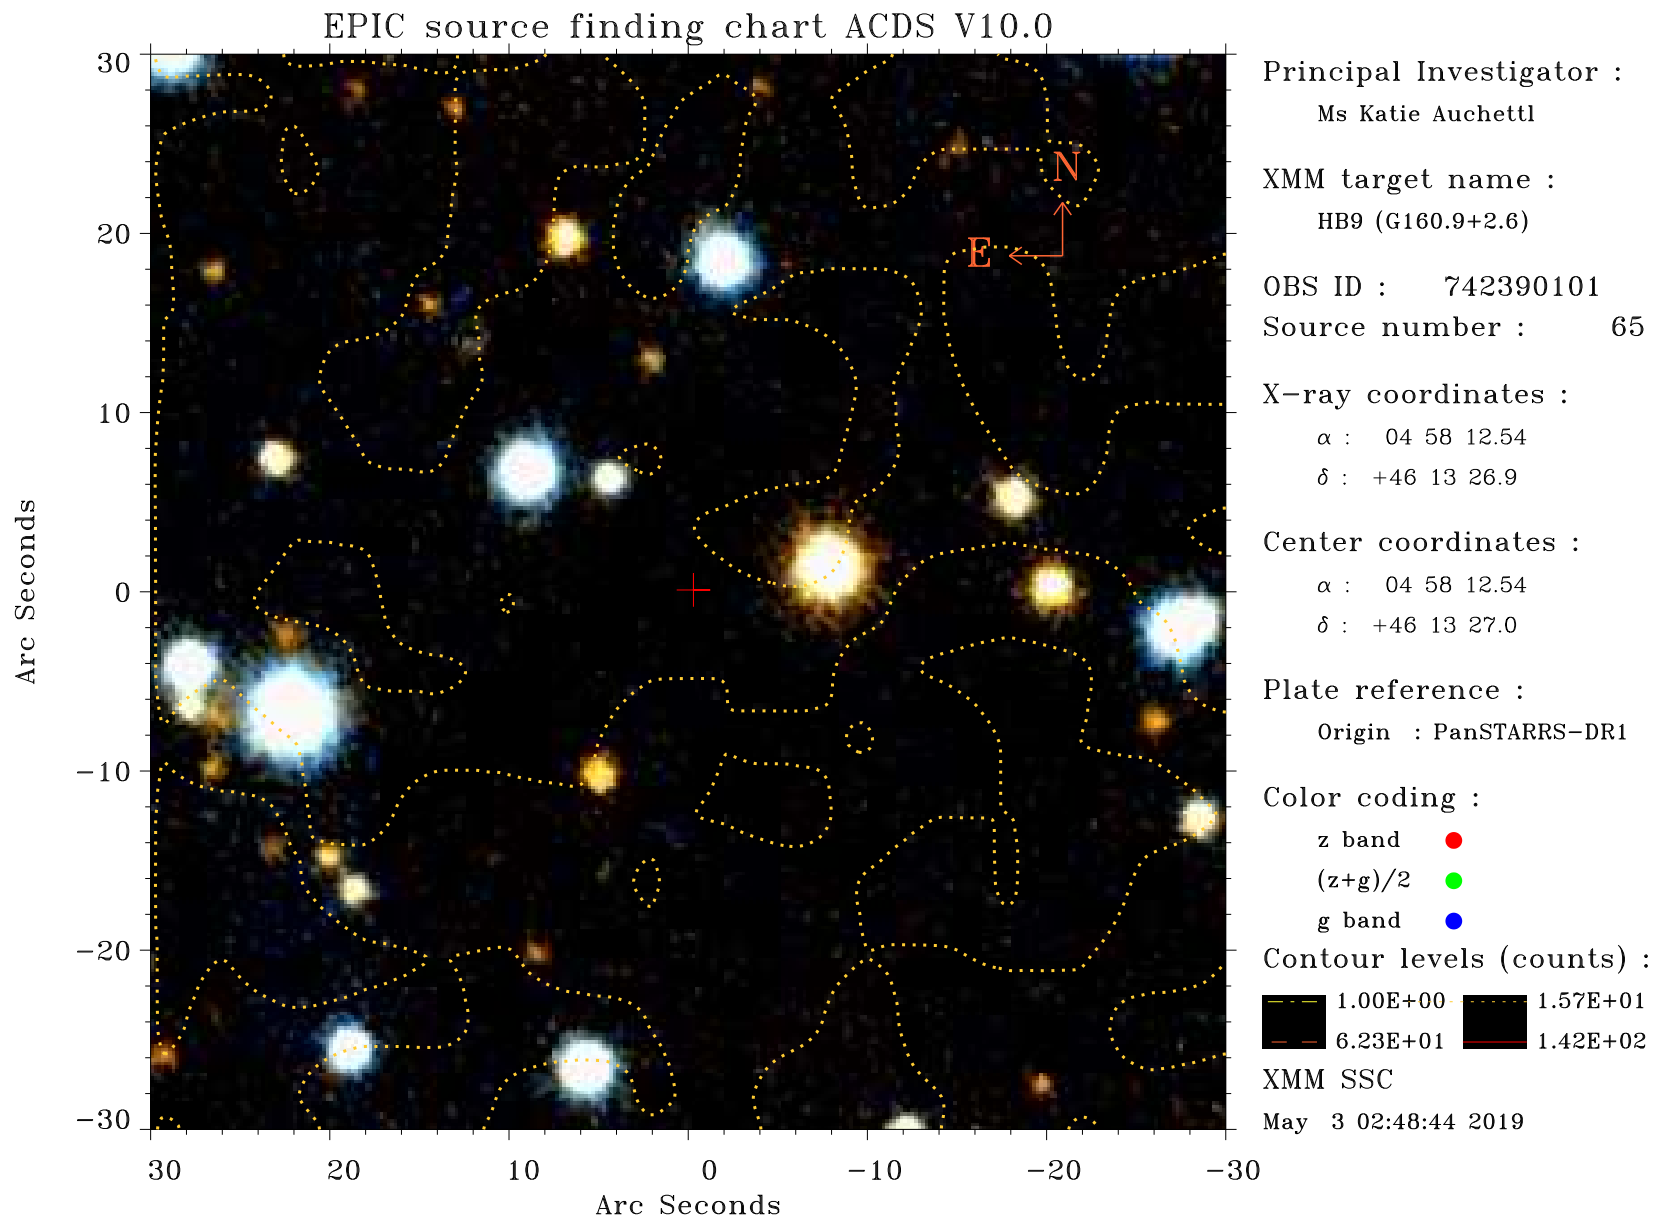 EPIC source finding chart ACDS V10.0
30
20
10
0
−10
−20
−30
Arc Seconds
N
E
30 20 10 0 −10 −20 −30
Arc Seconds
Principal Investigator :
Ms Katie Auchettl
XMM target name :
HB9 (G160.9+2.6)
OBS ID : 742390101
Source number : 65
X−ray coordinates :
α : 04 58 12.54
δ : +46 13 26.9
Center coordinates :
α : 04 58 12.54
δ : +46 13 27.0
Plate reference :
Origin : PanSTARRS−DR1
Color coding :
z band
(z+g)/2
g band
Contour levels (counts) :
1.00E+00 1.57E+01
6.23E+01 1.42E+02
XMM SSC
May 3 02:48:44 2019